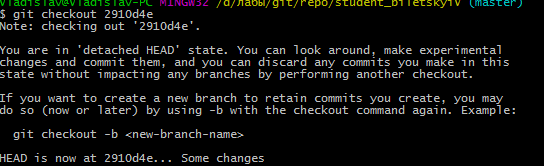 Vladislav@Vladislav-PC MINGW32 /d/Лабы/git/repo/student_biletskyiV (master)
$ git checkout 2910d4e
Note: checking out '2910d4e'.
You are in 'detached HEAD' state. You can look around, make experimental
changes and commit them, and you can discard any commits you make in this
state without impacting any branches by performing another checkout.
If you want to create a new branch to retain commits you create, you may
do so (now or later) by using -b with the checkout command again. Example:
git checkout -b <new-branch-name>
HEAD is now at 2910d4e... Some changes